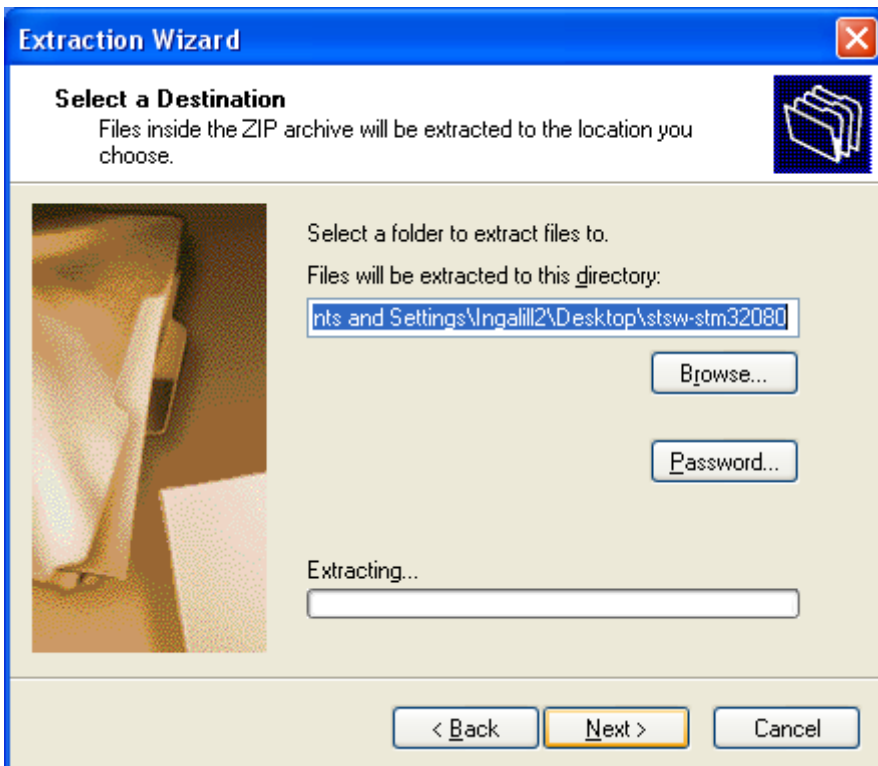 Extraction Wizard
Select a Destination
Files inside the ZIP archive will be extracted to the location you
choose.
Select a folder to extract files to.
Files will be extracted to this directory:
nts and Settings\Ingalill2\Desktop\stsw-stm32080
Browse...
Password...
Extracting...
< Back
Next >
Cancel